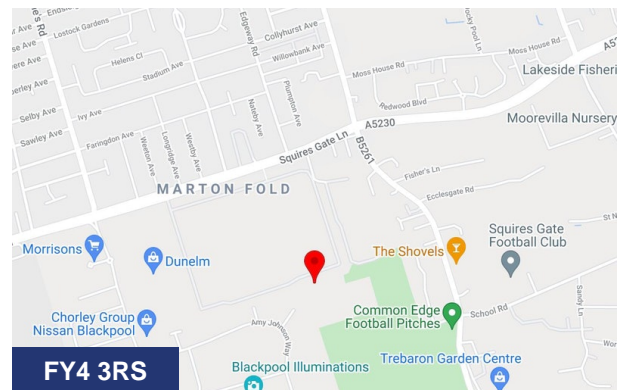 ne's Rd
Lostock Gardens
Collyhurst Ave
Edgeway Rd
Willowbank Ave
Helens Cl
Stadium Ave
Plumpton Ave
Nateby Ave
Selby Ave
Ivy Ave
Sawley Ave
Faringdon Ave
Weeton Ave
Longridge Ave
Westby Ave
Squires Gate Ln
A5230
B5261
Moss House Rd
Moss House Rd
Redwood Blvd
Lakeside Fisheri
Moorevilla Nursery
Fisher's Ln
Ecclesgate Rd
MARTON FOLD
St N
Squires Gate
Football Club
The Shovels
Morrisons
Dunelm
Sandy Ln
School Rd
Common Edge
Football Pitches
Chorley Group
Nissan Blackpool
Amy Johnson Way
Trebaron Garden Centre
Blackpool Illuminations
FY4 3RS